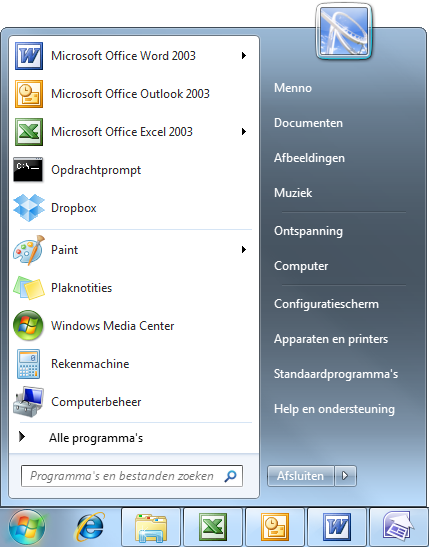 Microsoft Office Word 2003
Microsoft Office Outlook 2003
Microsoft Office Excel 2003
C:\_
Opdrachtprompt
Dropbox
Paint
Plaknotities
Windows Media Center
Rekenmachine
Computerbeheer
Alle programma's
Programma's en bestanden zoeken
Menno
Documenten
Afbeeldingen
Muziek
Ontspanning
Computer
Configuratiescherm
Apparaten en printers
Standaardprogramma's
Help en ondersteuning
Afsluiten